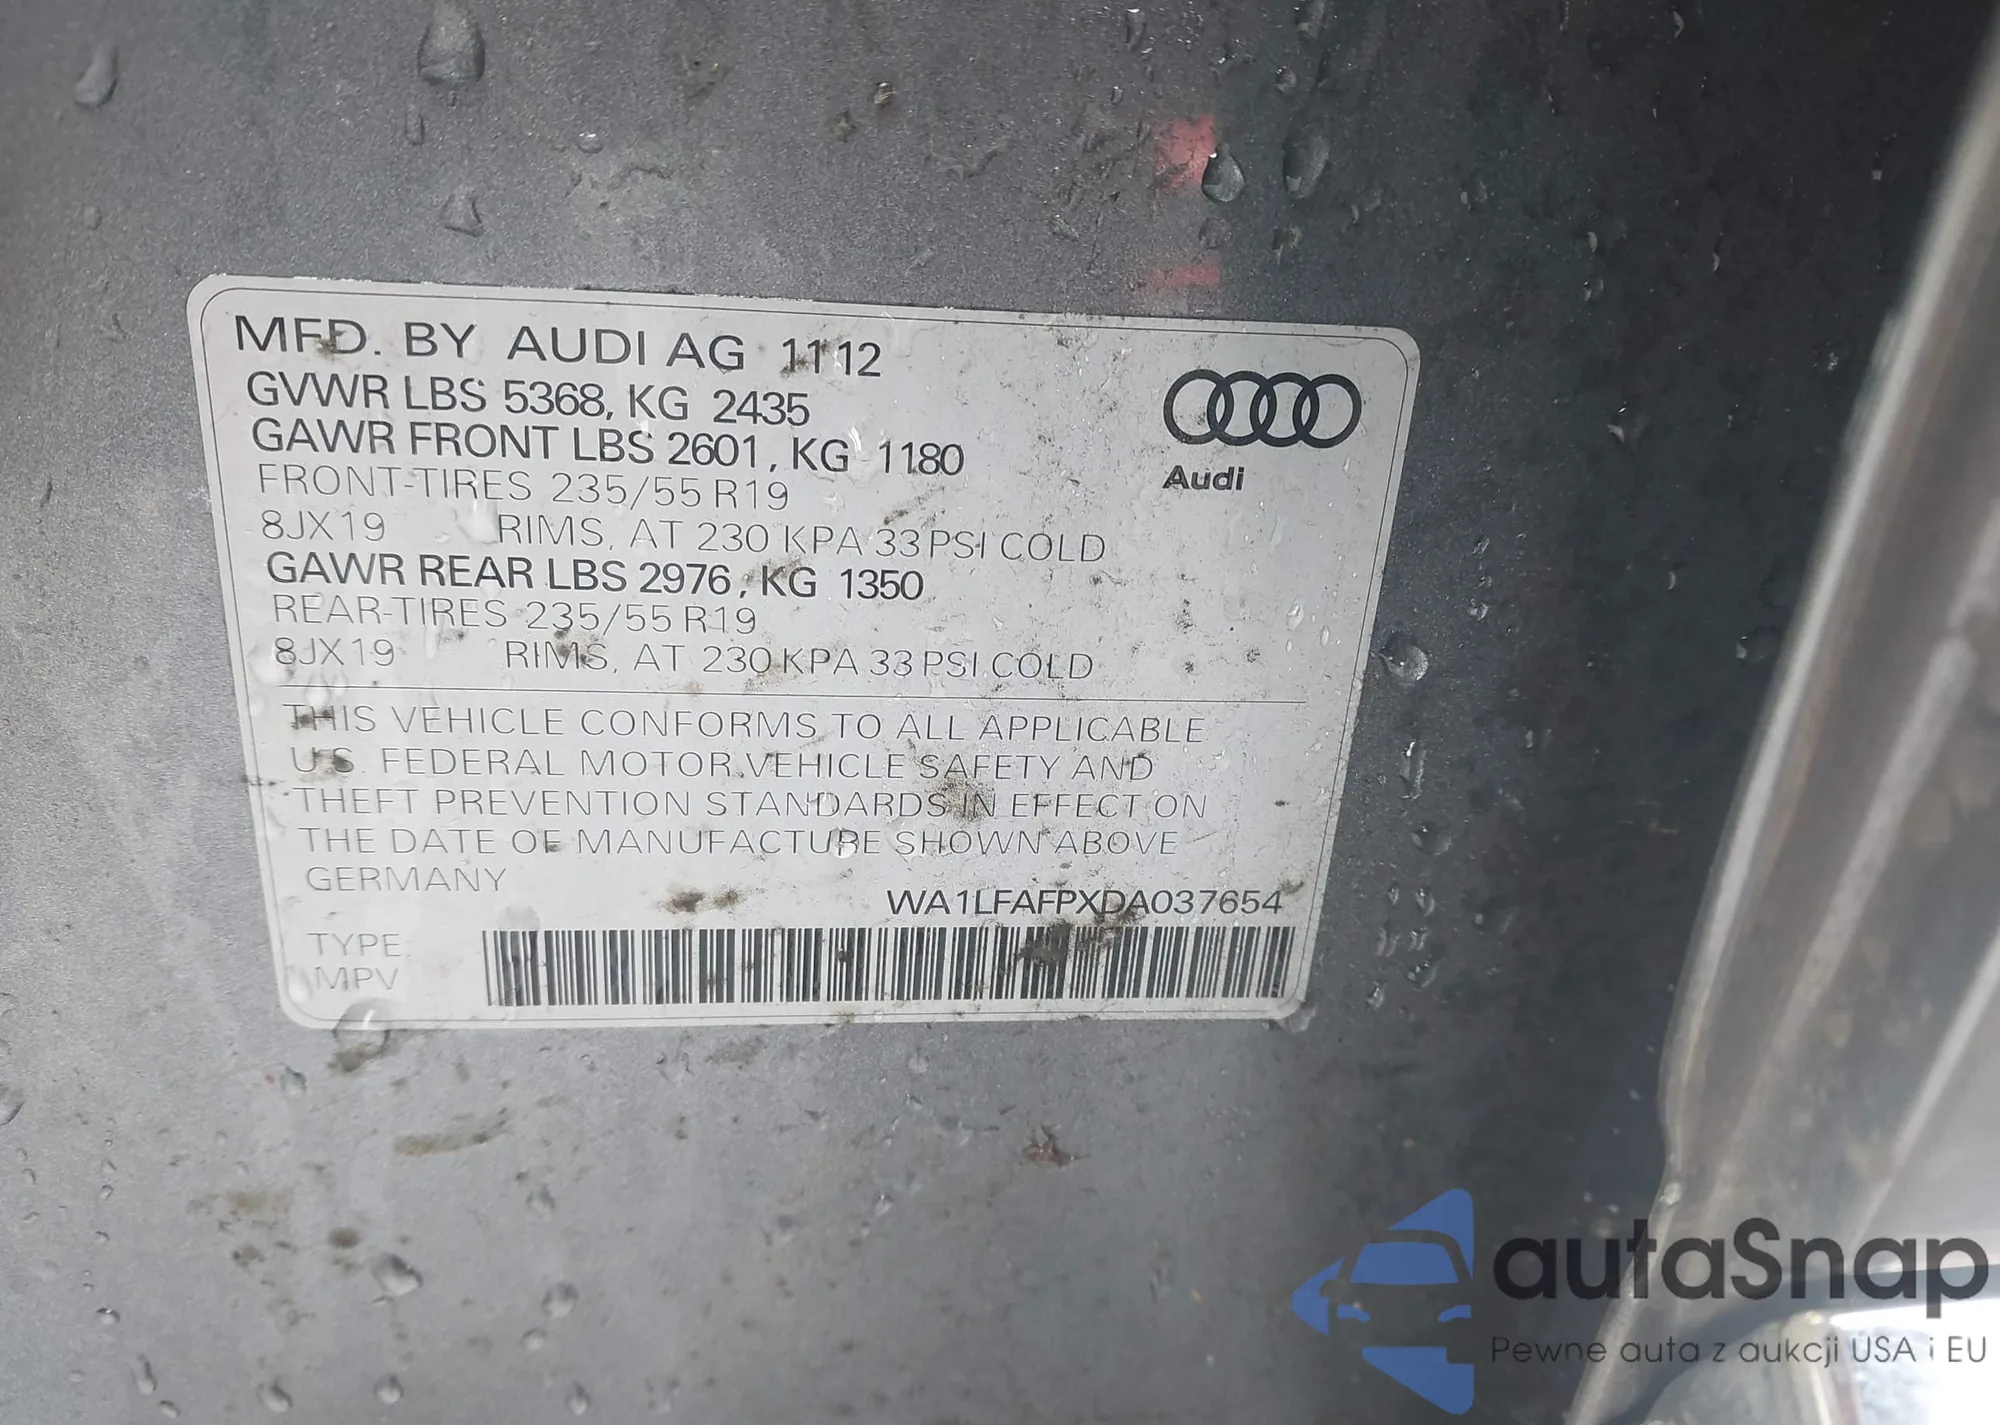 MFD. BY AUDI AG 11 12
GVWR LBS 5368, KG 2435
GAWR FRONT LBS 2601, KG 1180
FRONT-TIRES 235/55 R19
8JX19 RIMS, AT 230 KPA 33 PSI COLD
GAWR REAR LBS 2976, KG 1350
REAR-TIRES 235/55 R19
8JX19 RIMS, AT 230 KPA 33 PSI COLD
Audi
THIS VEHICLE CONFORMS TO ALL APPLICABLE
U.S. FEDERAL MOTOR VEHICLE SAFETY AND
THEFT PREVENTION STANDARDS IN EFFECT ON
THE DATE OF MANUFACTURE SHOWN ABOVE
GERMANY
WA1LFAFPXDA037654
TYPE:
MPV
autaSnap
Pewne auta z aukcji USA i EU